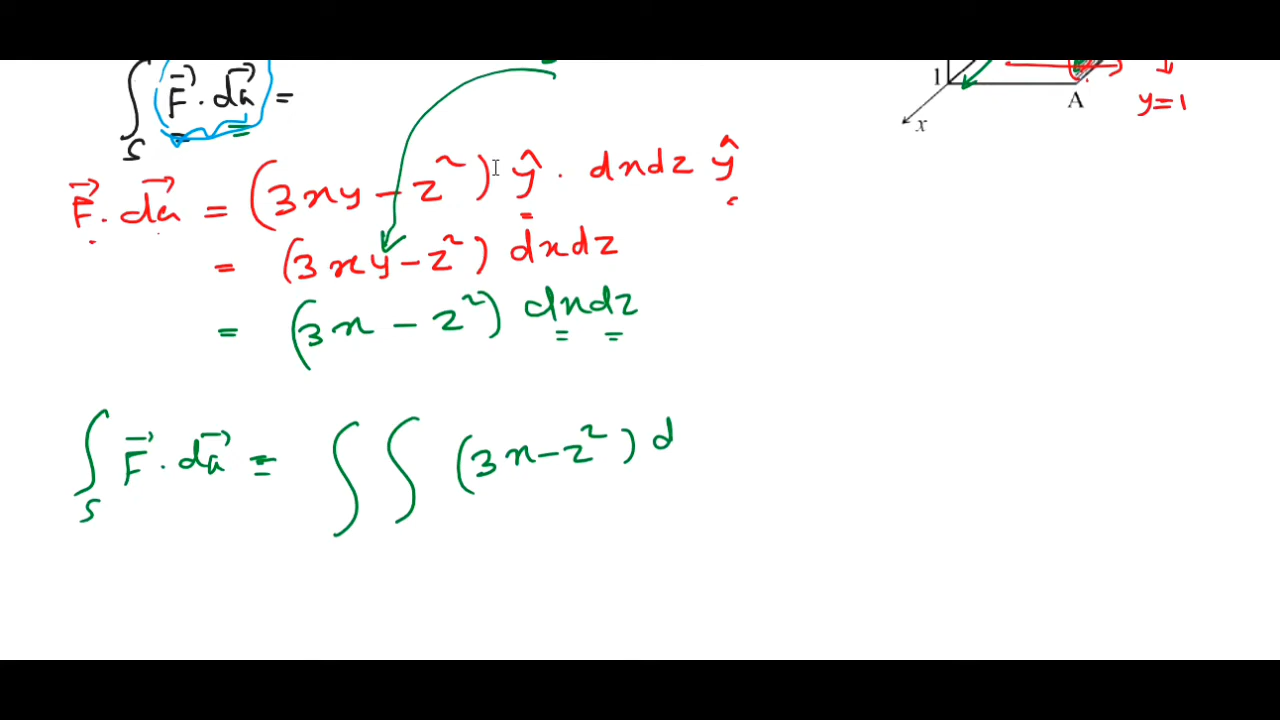 ∫_S F⃗ · da⃗ =
F⃗ · da⃗ = (3xy − z²) ŷ · dxdz ŷ
= (3xy − z²) dxdz
= (3x − z²) dxdz
∫_S F⃗ · da⃗ = ∫ ∫ (3x − z²) d
1
A
x
y = 1